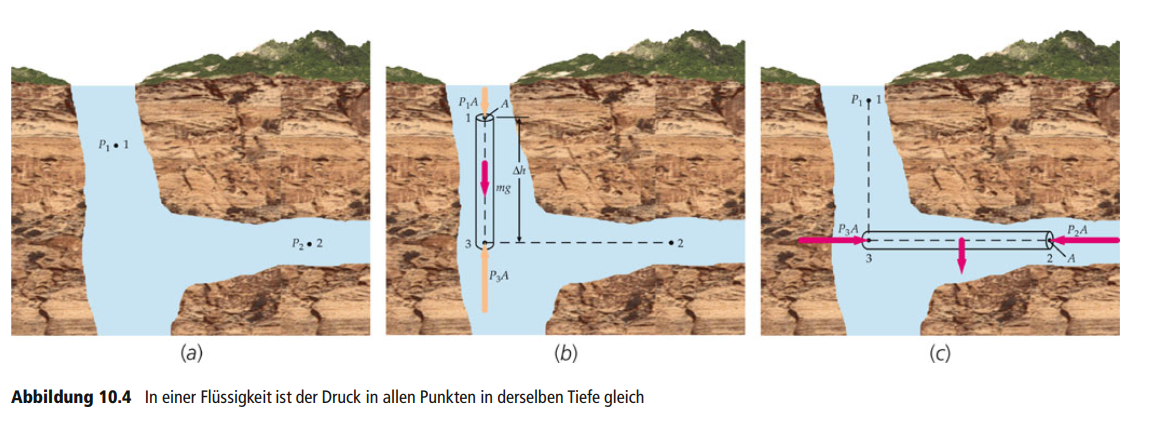 P₁ • 1
P₂ • 2
(a)
P₁A
A
1
Δh
mg
3
2
P₃A
(b)
P₁ 1
P₃A
P₂A
3
2
A
(c)
Abbildung 10.4 In einer Flüssigkeit ist der Druck in allen Punkten in derselben Tiefe gleich